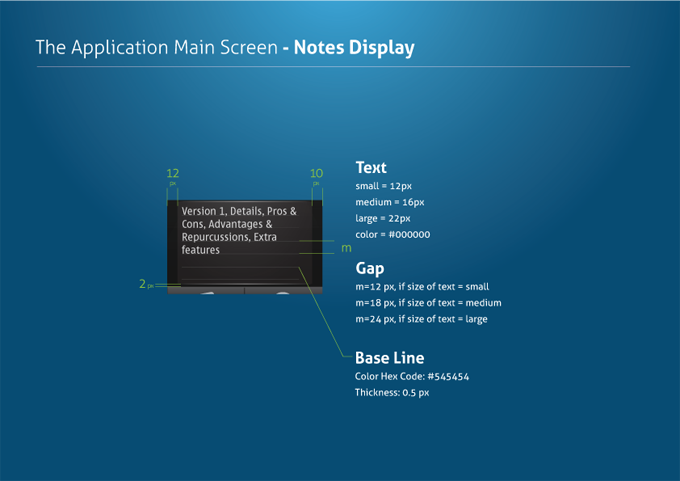 The Application Main Screen - Notes Display
12
px
10
px
Version 1, Details, Pros &
Cons, Advantages &
Repurcussions, Extra
features
m
2 px
Text
small = 12px
medium = 16px
large = 22px
color = #000000
Gap
m=12 px, if size of text = small
m=18 px, if size of text = medium
m=24 px, if size of text = large
Base Line
Color Hex Code: #545454
Thickness: 0.5 px